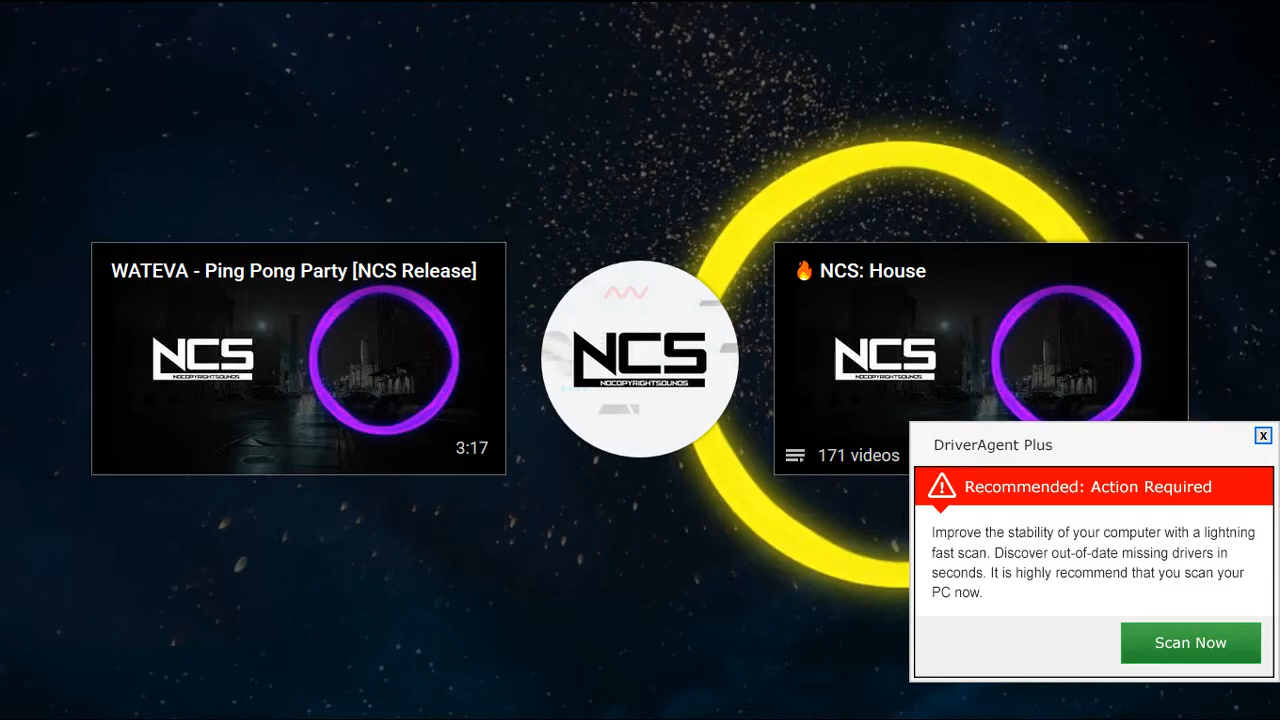 WATEVA - Ping Pong Party [NCS Release]
NCS
NOCOPYRIGHTSOUNDS
3:17
NCS
NOCOPYRIGHTSOUNDS
🔥 NCS: House
NCS
NOCOPYRIGHTSOUNDS
171 videos
DriverAgent Plus
X
Recommended: Action Required
Improve the stability of your computer with a lightning
fast scan. Discover out-of-date missing drivers in
seconds. It is highly recommend that you scan your
PC now.
Scan Now